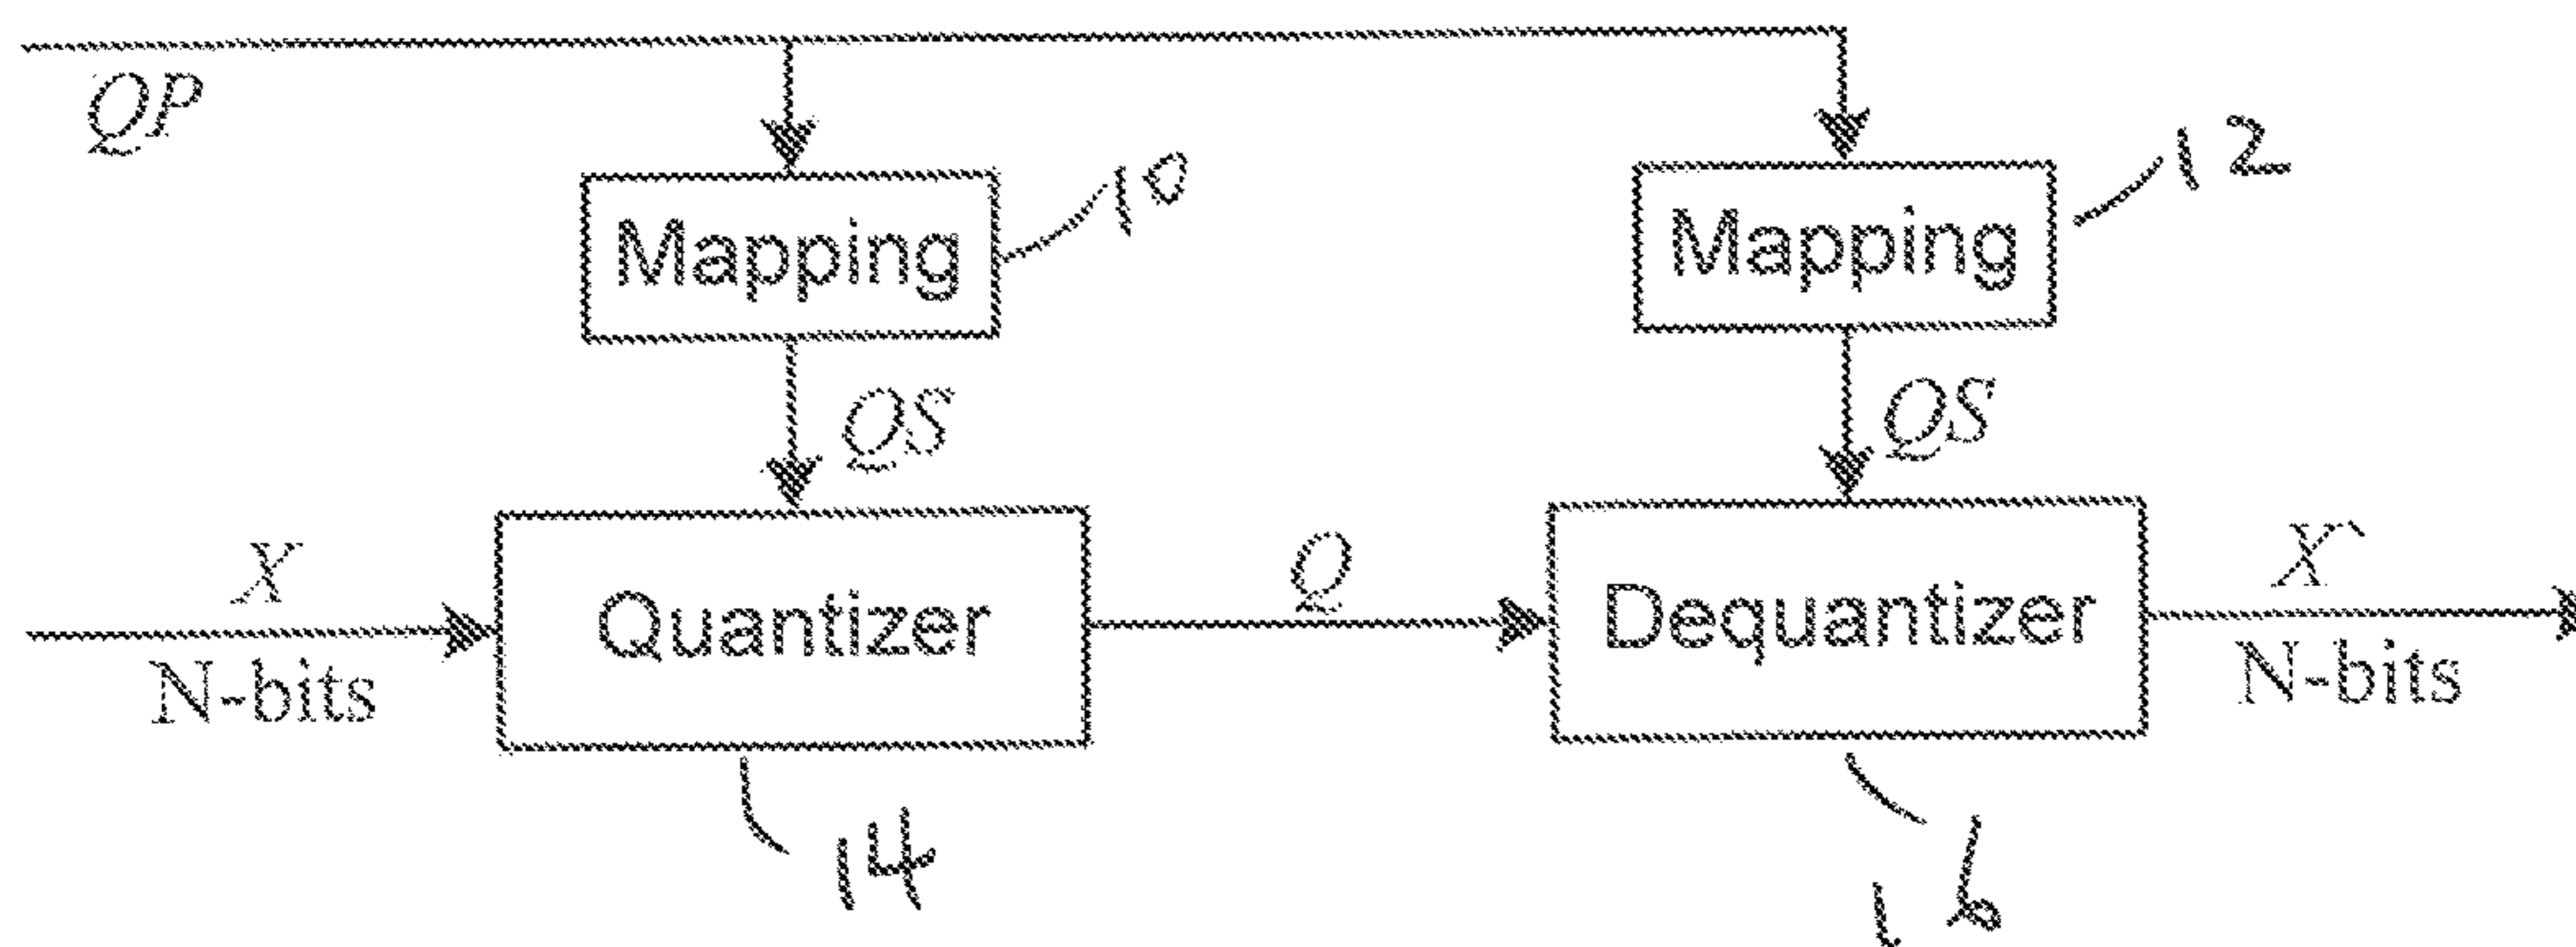 QP
Mapping 10
Mapping 12
QS
QS
X
Q
X'
Quantizer
Dequantizer
N-bits
N-bits
14
16